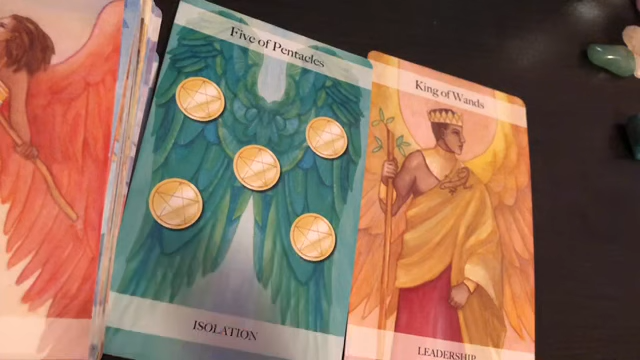 Five of Pentacles
King of Wands
ISOLATION
LEADERSHIP